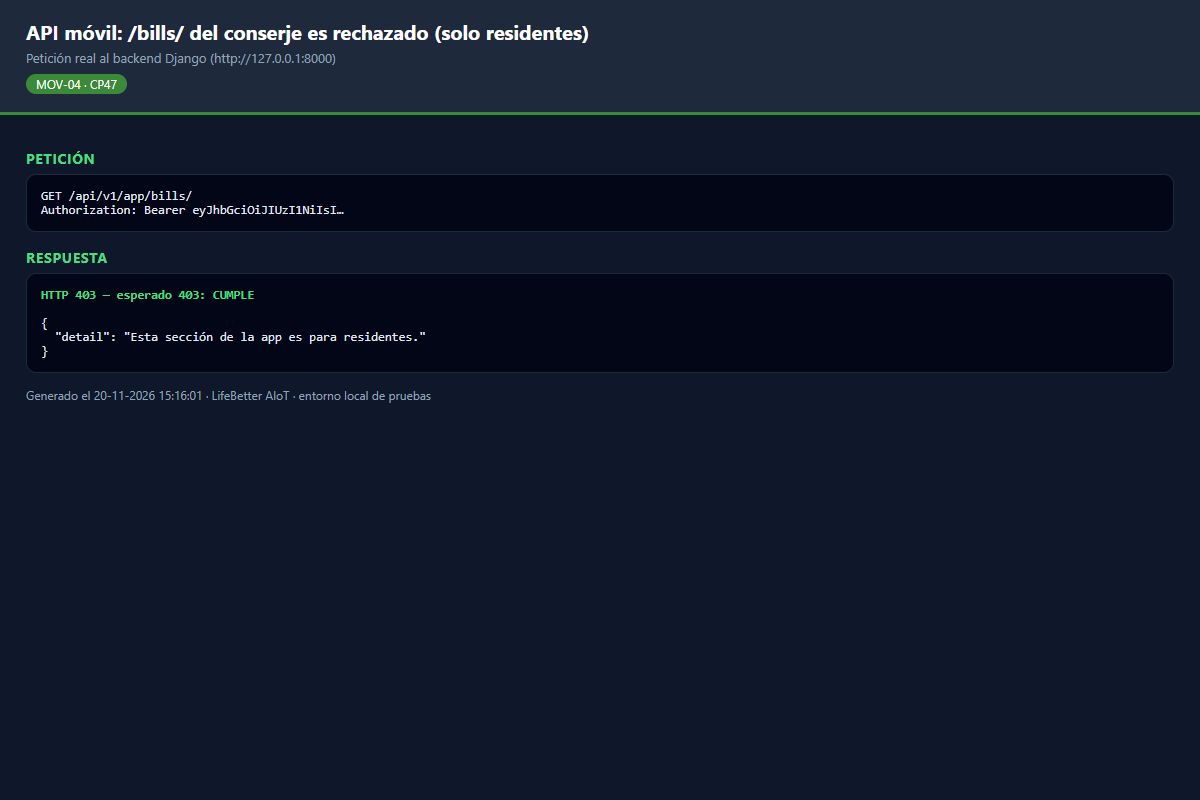 API móvil: /bills/ del conserje es rechazado (solo residentes)
Petición real al backend Django (http://127.0.0.1:8000)
MOV-04 · CP47
PETICIÓN
GET /api/v1/app/bills/
Authorization: Bearer eyJhbGciOiJIUzI1NiIsI…
RESPUESTA
HTTP 403 — esperado 403: CUMPLE
{
  "detail": "Esta sección de la app es para residentes."
}
Generado el 20-11-2026 15:16:01 · LifeBetter AIoT · entorno local de pruebas